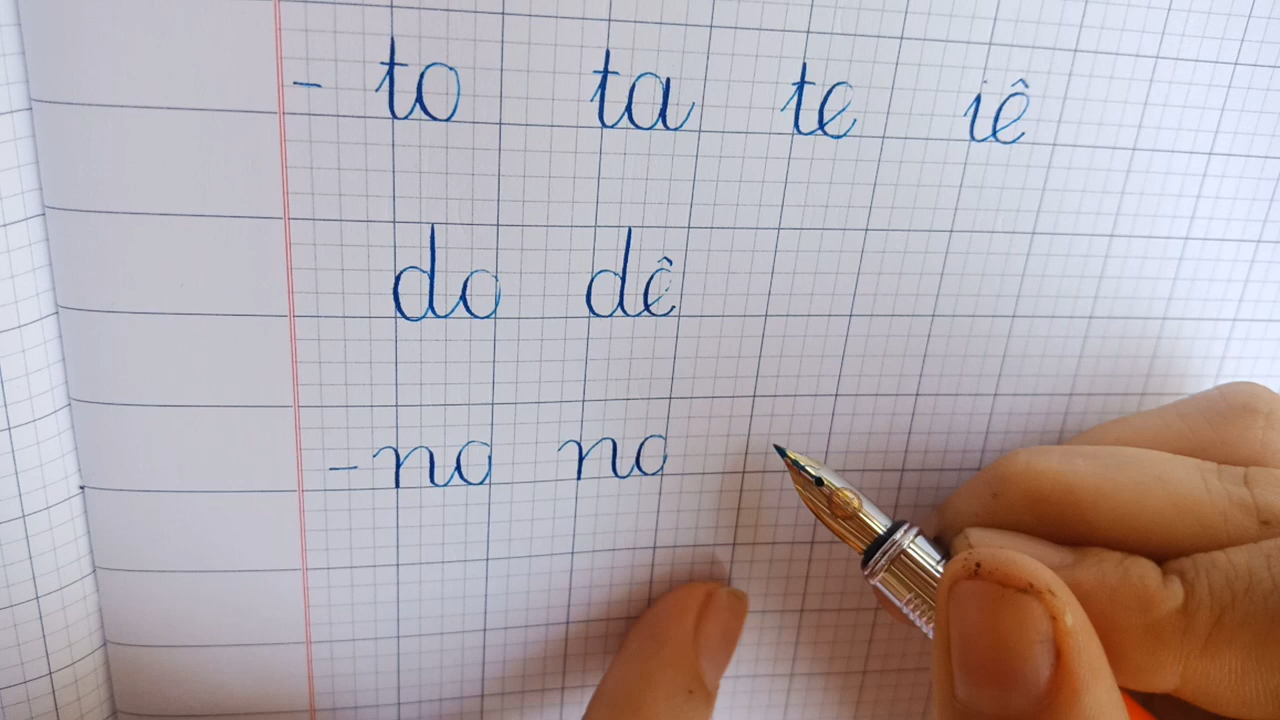 - to ta te iê
do dê
- no no